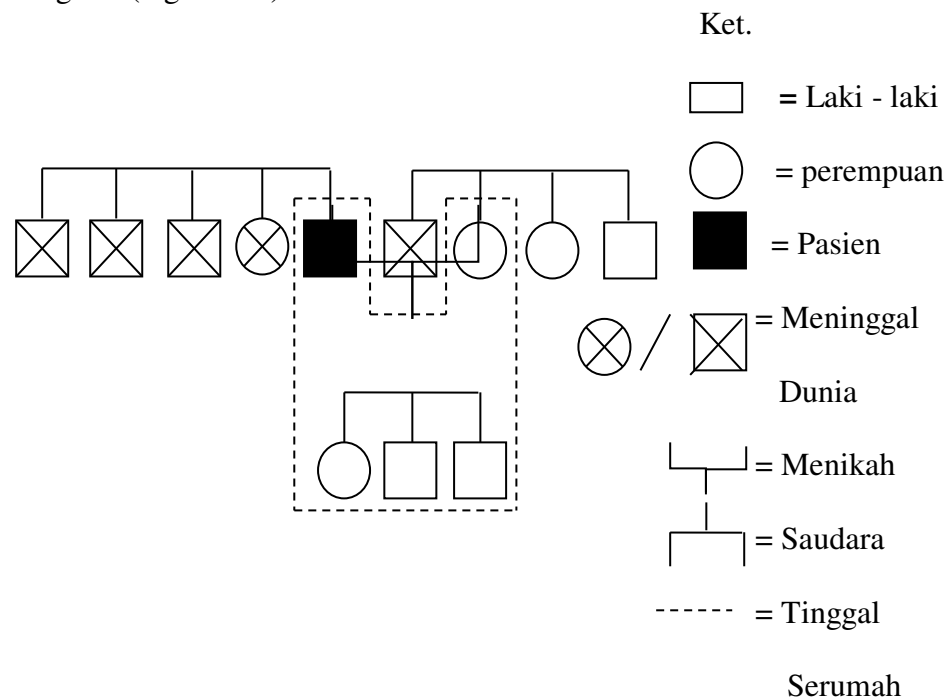 Ket.
= Laki - laki
= perempuan
= Pasien
= Meninggal
Dunia
= Menikah
= Saudara
= Tinggal
Serumah